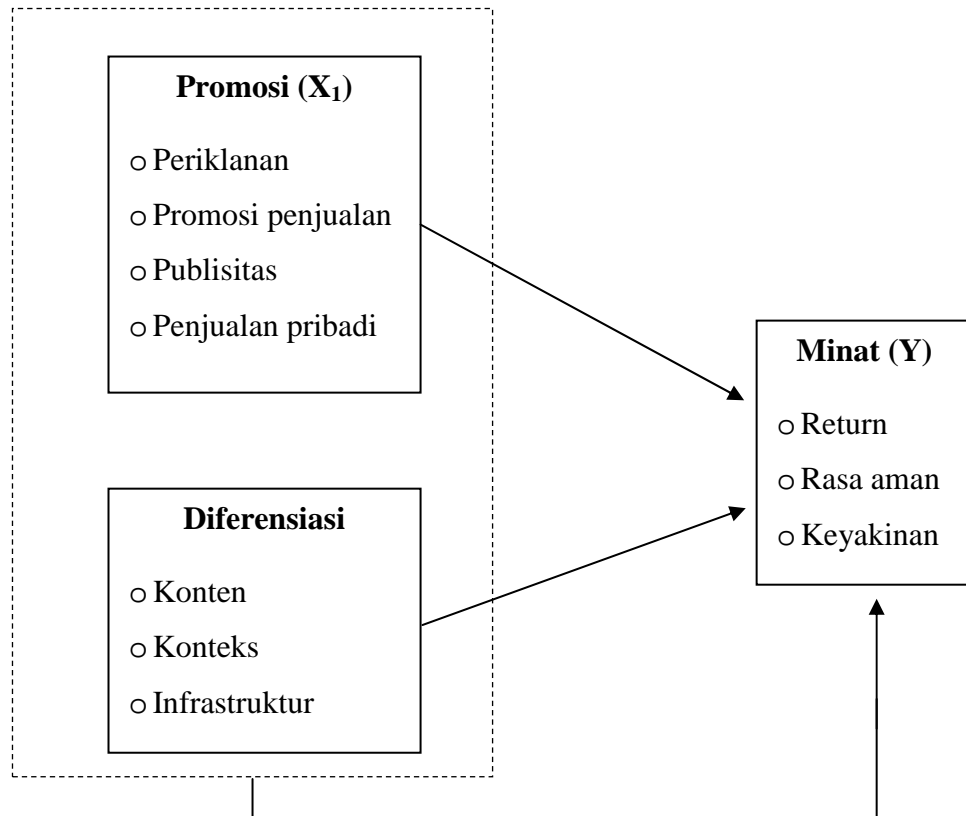 Promosi (X₁)
○ Periklanan
○ Promosi penjualan
○ Publisitas
○ Penjualan pribadi
Diferensiasi
○ Konten
○ Konteks
○ Infrastruktur
Minat (Y)
○ Return
○ Rasa aman
○ Keyakinan